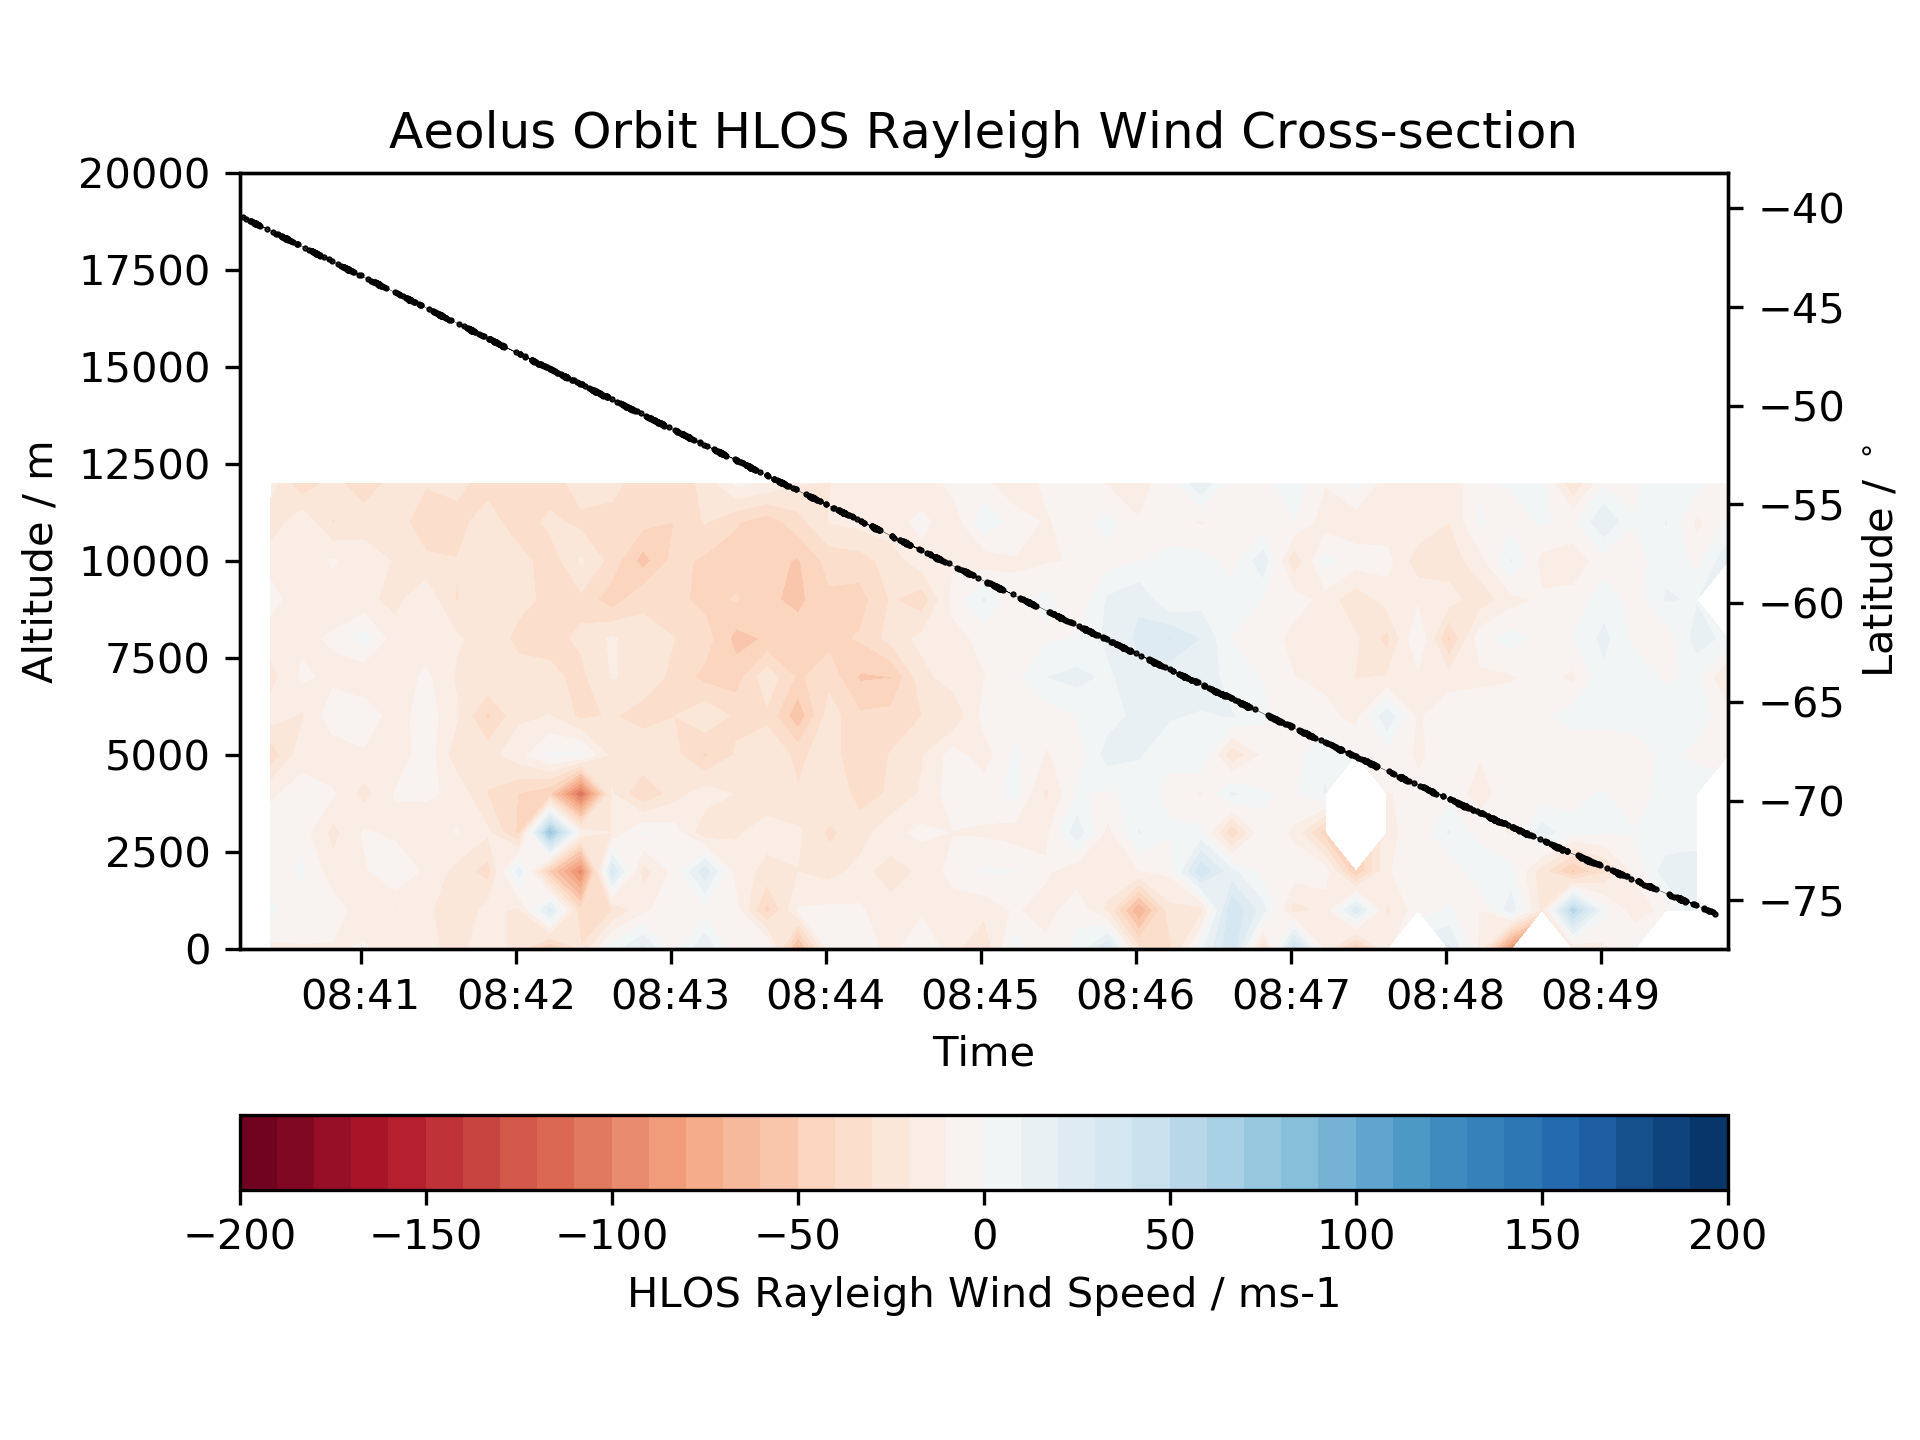 Aeolus Orbit HLOS Rayleigh Wind Cross-section
20000
17500
15000
12500
10000
7500
5000
2500
0
Altitude / m
−40
−45
−50
−55
−60
−65
−70
−75
Latitude / °
08:41 08:42 08:43 08:44 08:45 08:46 08:47 08:48 08:49
Time
−200 −150 −100 −50 0 50 100 150 200
HLOS Rayleigh Wind Speed / ms-1